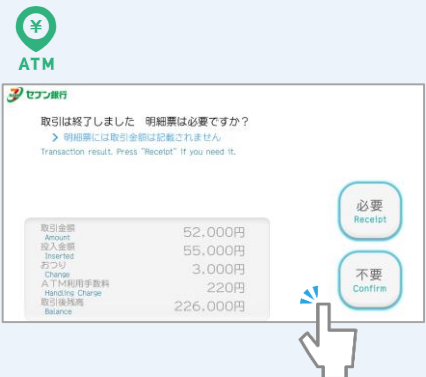 ¥
ATM
セブン銀行
取引は終了しました 明細票は必要ですか？
> 明細票には取引金額は記載されません
Transaction result. Press "Receipt" if you need it.
必要
Receipt
取引金額 52,000円
Amount
投入金額 55,000円
Inserted
おつり 3,000円
Change
ATM利用手数料 220円
Handling Charge
取引後残高 226,000円
Balance
不要
Confirm